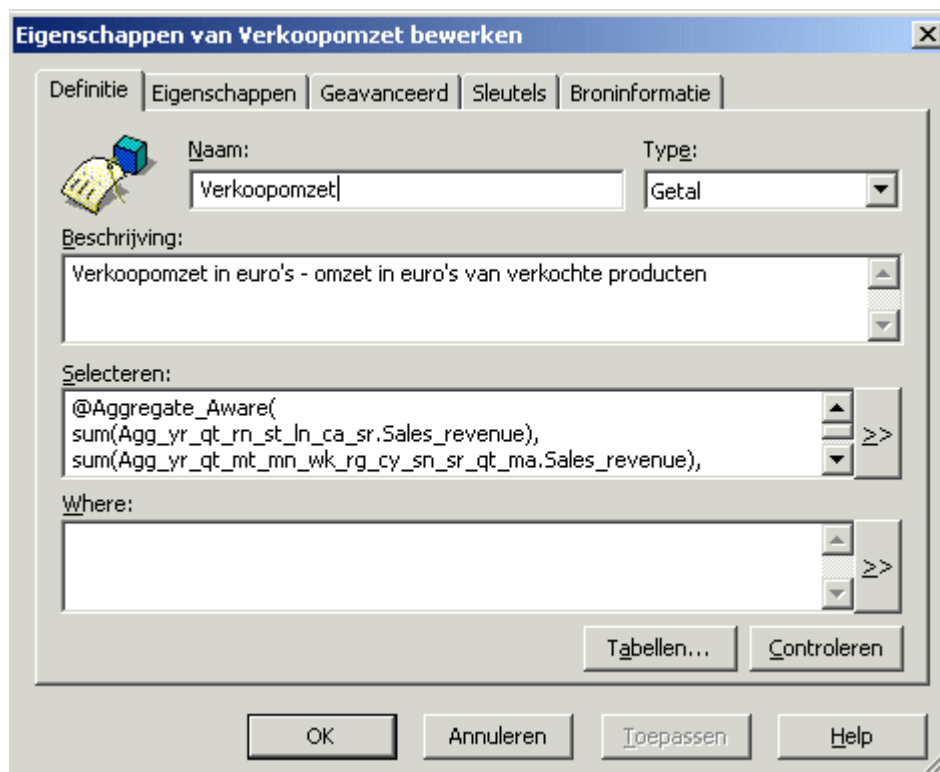 Eigenschappen van Verkoopomzet bewerken
Definitie Eigenschappen Geavanceerd Sleutels Broninformatie
Naam: Type:
Verkoopomzet Getal
Beschrijving:
Verkoopomzet in euro's - omzet in euro's van verkochte producten
Selecteren:
@Aggregate_Aware(
sum(Agg_yr_qt_rn_st_ln_ca_sr.Sales_revenue),
sum(Agg_yr_qt_mt_mn_wk_rg_cy_sn_sr_qt_ma.Sales_revenue),
>>
Where:
>>
Tabellen... Controleren
OK Annuleren Toepassen Help